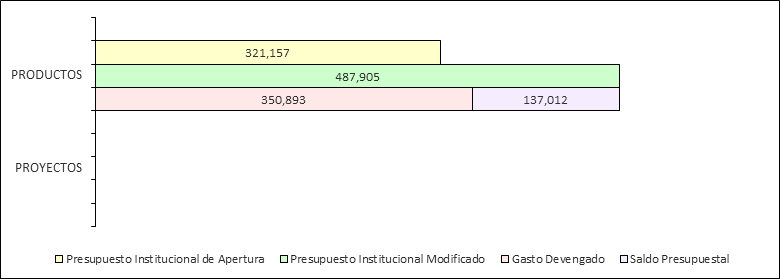 321,157
PRODUCTOS
487,905
350,893
137,012
PROYECTOS
Presupuesto Institucional de Apertura
Presupuesto Institucional Modificado
Gasto Devengado
Saldo Presupuestal